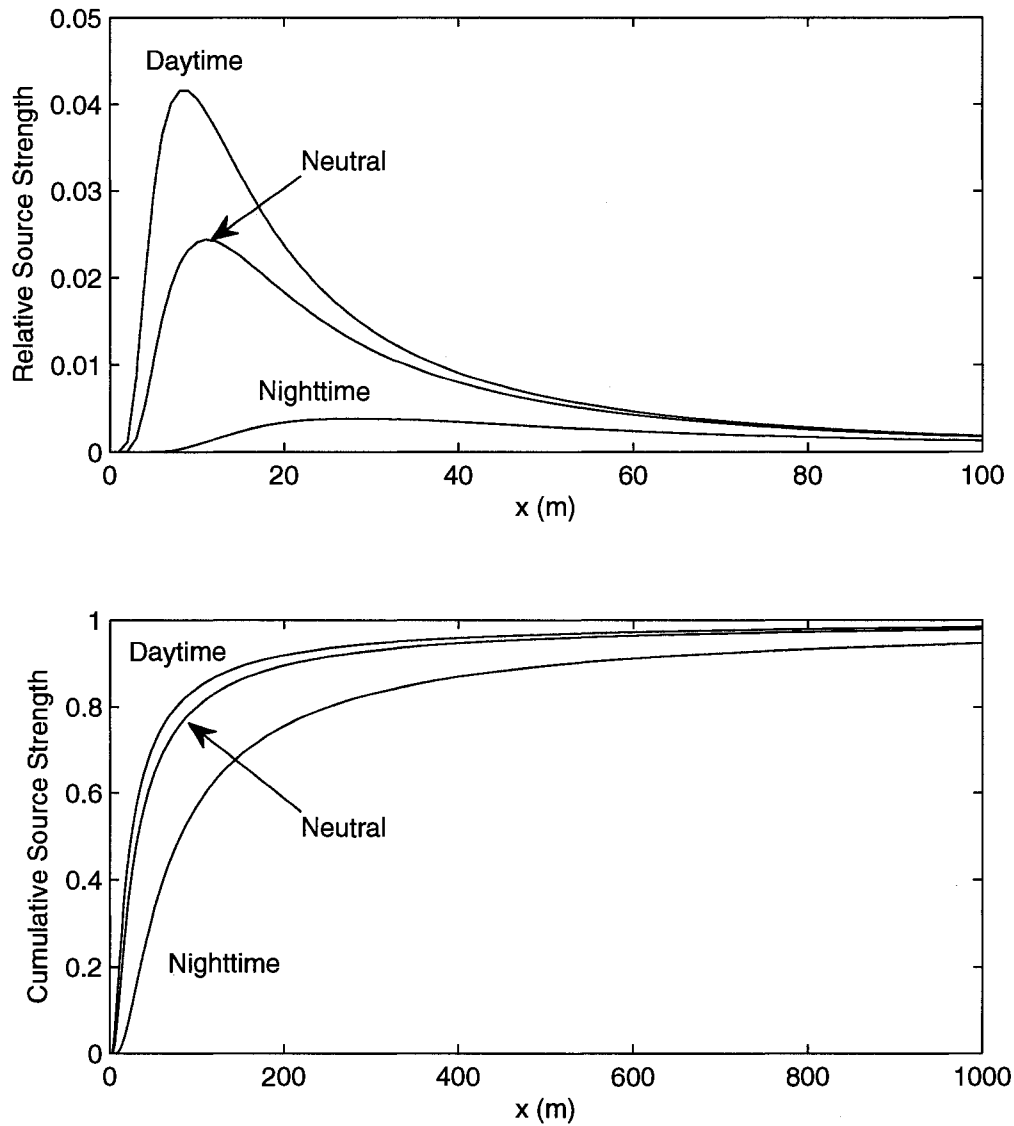 0.05
Daytime
0.04
Neutral
0.03
0.02
0.01
Nighttime
0
Relative Source Strength
0 20 40 60 80 100
x (m)
1
Daytime
0.8
0.6
Neutral
0.4
Nighttime
0.2
0
Cumulative Source Strength
0 200 400 600 800 1000
x (m)